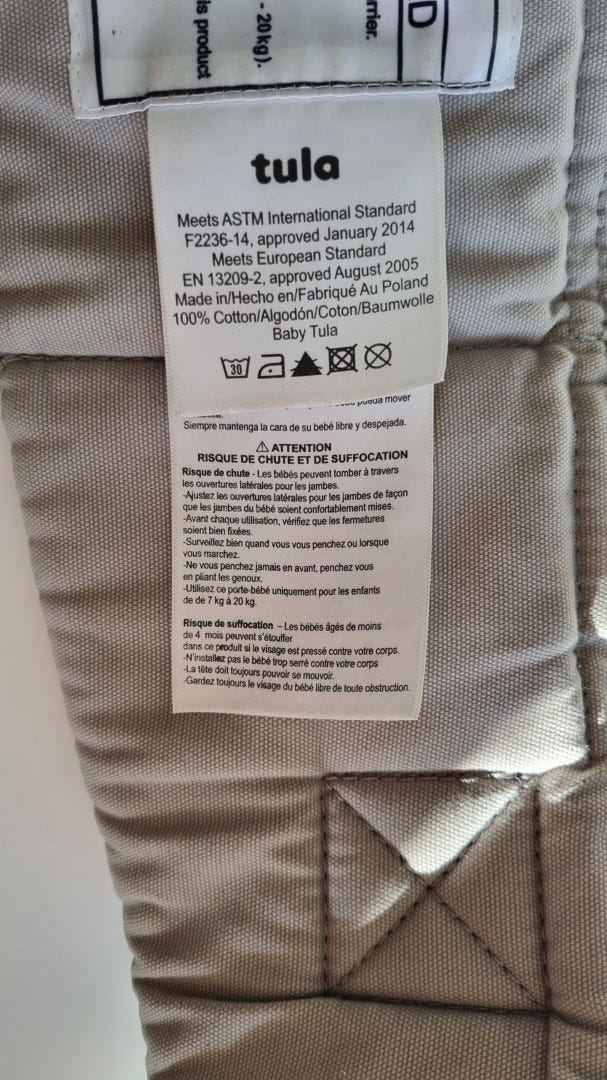 D
rrier.
- 20 kg).
is product
tula
Meets ASTM International Standard
F2236-14, approved January 2014
Meets European Standard
EN 13209-2, approved August 2005
Made in/Hecho en/Fabriqué Au Poland
100% Cotton/Algodón/Coton/Baumwolle
Baby Tula
30
mover
Siempre mantenga la cara de su bebé libre y despejada.
ATTENTION
RISQUE DE CHUTE ET DE SUFFOCATION
Risque de chute - Les bébés peuvent tomber à travers
les ouvertures latérales pour les jambes.
-Ajustez les ouvertures latérales pour les jambes de façon
que les jambes du bébé soient confortablement mises.
-Avant chaque utilisation, vérifiez que les fermetures
soient bien fixées.
-Surveillez bien quand vous vous penchez ou lorsque
vous marchez.
-Ne vous penchez jamais en avant, penchez vous
en pliant les genoux.
-Utilisez ce porte-bébé uniquement pour les enfants
de de 7 kg à 20 kg.
Risque de suffocation – Les bébés âgés de moins
de 4 mois peuvent s'étouffer
dans ce produit si le visage est pressé contre votre corps.
-N'installez pas le bébé trop serré contre votre corps
-La tête doit toujours pouvoir se mouvoir.
-Gardez toujours le visage du bébé libre de toute obstruction.